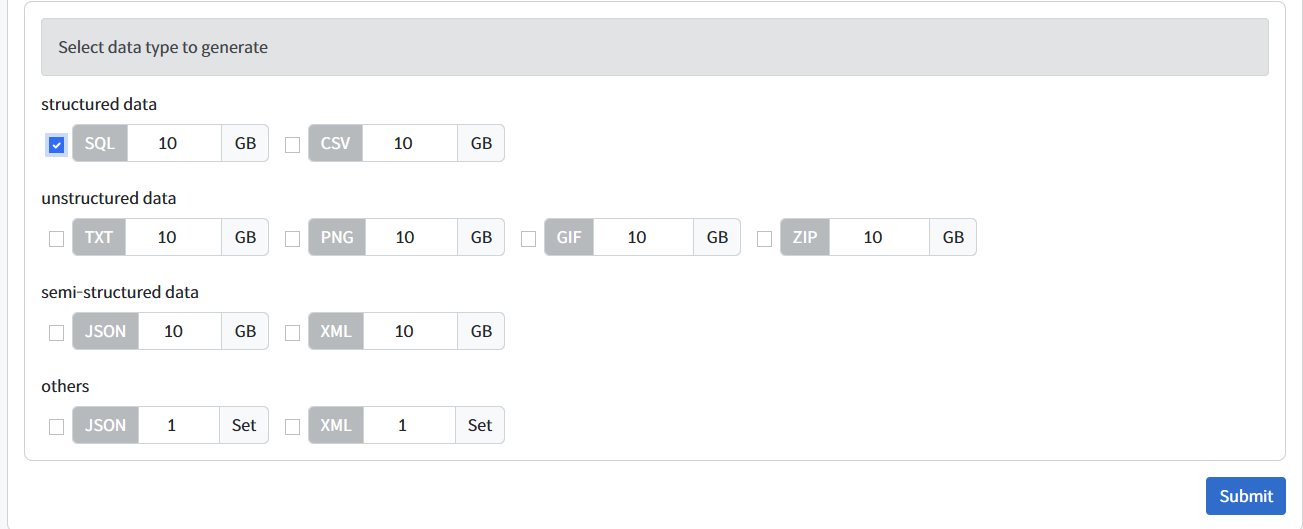 Select data type to generate
structured data
SQL 10 GB CSV 10 GB
unstructured data
TXT 10 GB PNG 10 GB GIF 10 GB ZIP 10 GB
semi-structured data
JSON 10 GB XML 10 GB
others
JSON 1 Set XML 1 Set
Submit